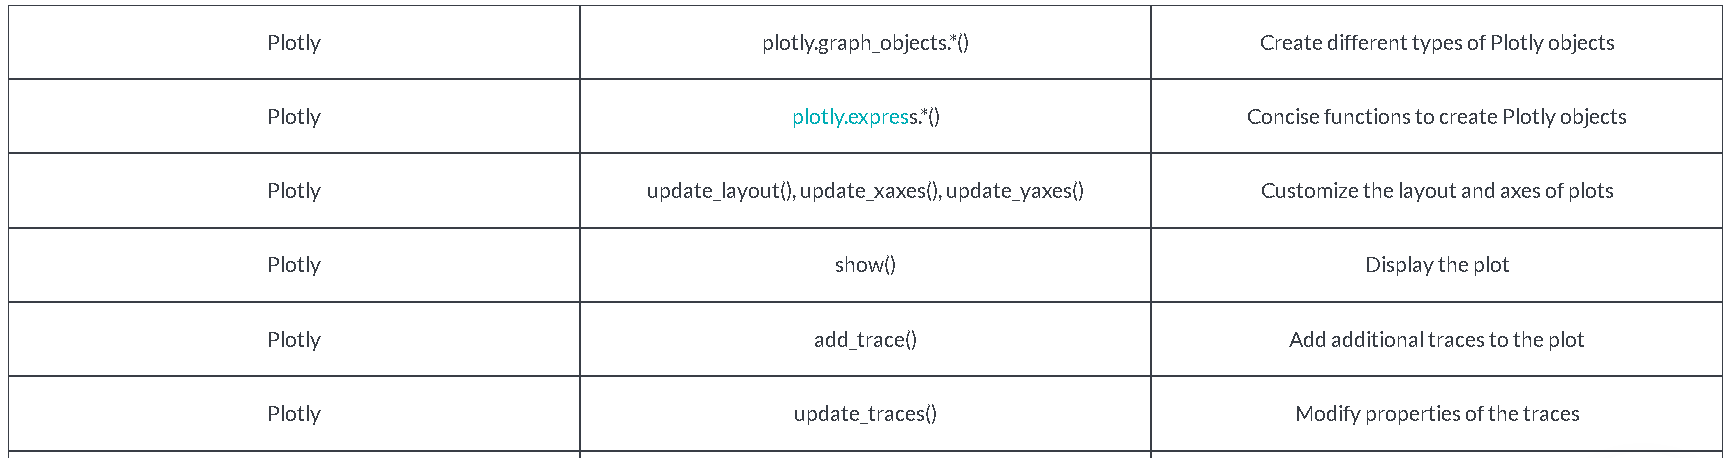 Plotly plotly.graph_objects.*() Create different types of Plotly objects
Plotly plotly.express.*() Concise functions to create Plotly objects
Plotly update_layout(), update_xaxes(), update_yaxes() Customize the layout and axes of plots
Plotly show() Display the plot
Plotly add_trace() Add additional traces to the plot
Plotly update_traces() Modify properties of the traces